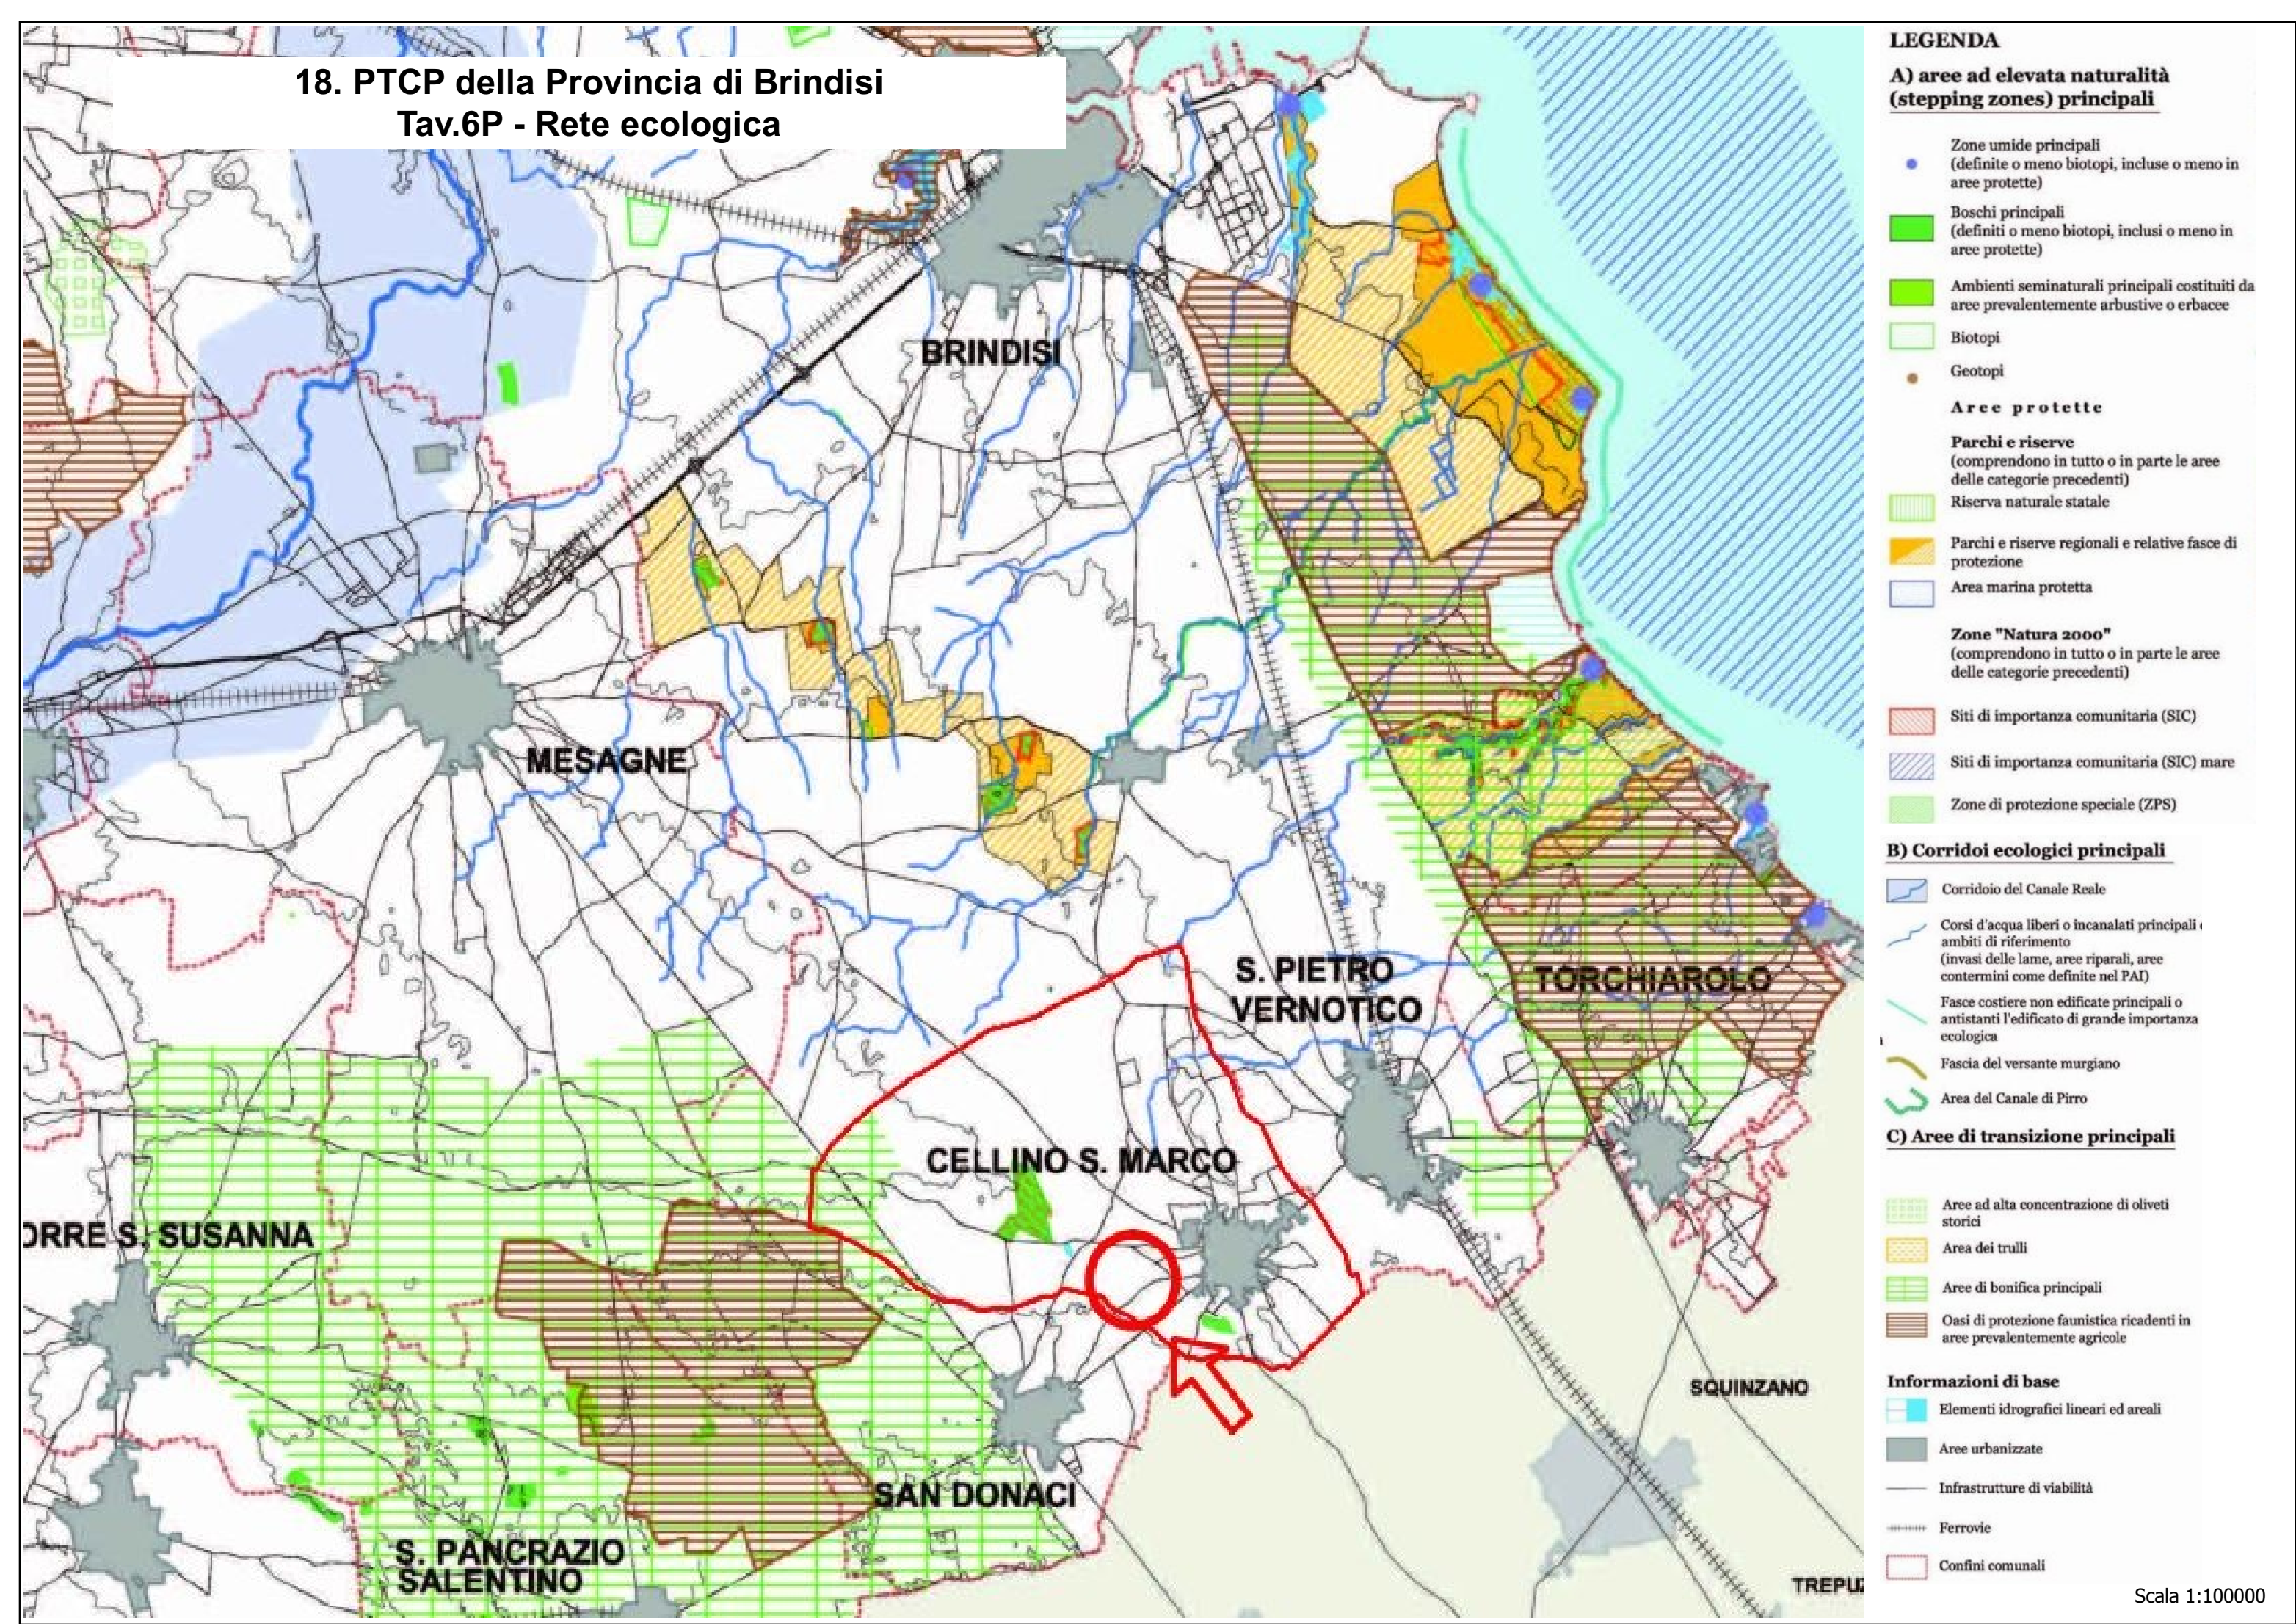 18. PTCP della Provincia di Brindisi
Tav.6P - Rete ecologica
BRINDISI
MESAGNE
S. PIETRO
VERNOTICO
TORCHIAROLO
CELLINO S. MARCO
ORRE S. SUSANNA
SAN DONACI
S. PANCRAZIO
SALENTINO
SQUINZANO
TREPUZ
LEGENDA
A) aree ad elevata naturalità
(stepping zones) principali
Zone umide principali
(definite o meno biotopi, incluse o meno in
aree protette)
Boschi principali
(definiti o meno biotopi, inclusi o meno in
aree protette)
Ambienti seminaturali principali costituiti da
aree prevalentemente arbustive o erbacee
Biotopi
Geotopi
Aree protette
Parchi e riserve
(comprendono in tutto o in parte le aree
delle categorie precedenti)
Riserva naturale statale
Parchi e riserve regionali e relative fasce di
protezione
Area marina protetta
Zone "Natura 2000"
(comprendono in tutto o in parte le aree
delle categorie precedenti)
Siti di importanza comunitaria (SIC)
Siti di importanza comunitaria (SIC) mare
Zone di protezione speciale (ZPS)
B) Corridoi ecologici principali
Corridoio del Canale Reale
Corsi d'acqua liberi o incanalati principali
ambiti di riferimento
(invasi delle lame, aree riparali, aree
contermini come definite nel PAI)
Fasce costiere non edificate principali o
antistanti l'edificato di grande importanza
ecologica
Fascia del versante murgiano
Area del Canale di Pirro
C) Aree di transizione principali
Aree ad alta concentrazione di oliveti
storici
Area dei trulli
Aree di bonifica principali
Oasi di protezione faunistica ricadenti in
aree prevalentemente agricole
Informazioni di base
Elementi idrografici lineari ed areali
Aree urbanizzate
Infrastrutture di viabilità
Ferrovie
Confini comunali
Scala 1:100000